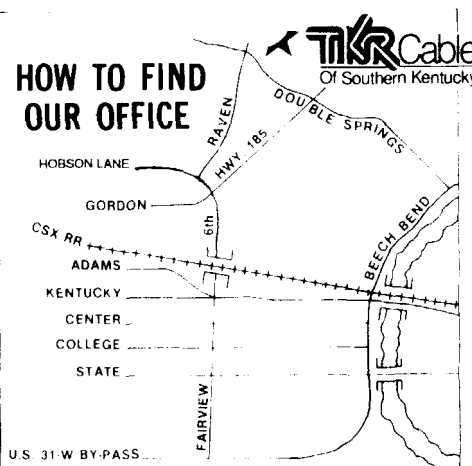 TKR Cable
Of Southern Kentucky
HOW TO FIND
OUR OFFICE
RAVEN
DOUBLE SPRINGS
HWY 185
HOBSON LANE
GORDON
6th
CSX RR
BEECH BEND
ADAMS
KENTUCKY
CENTER
COLLEGE
STATE
FAIRVIEW
U.S. 31-W BY-PASS